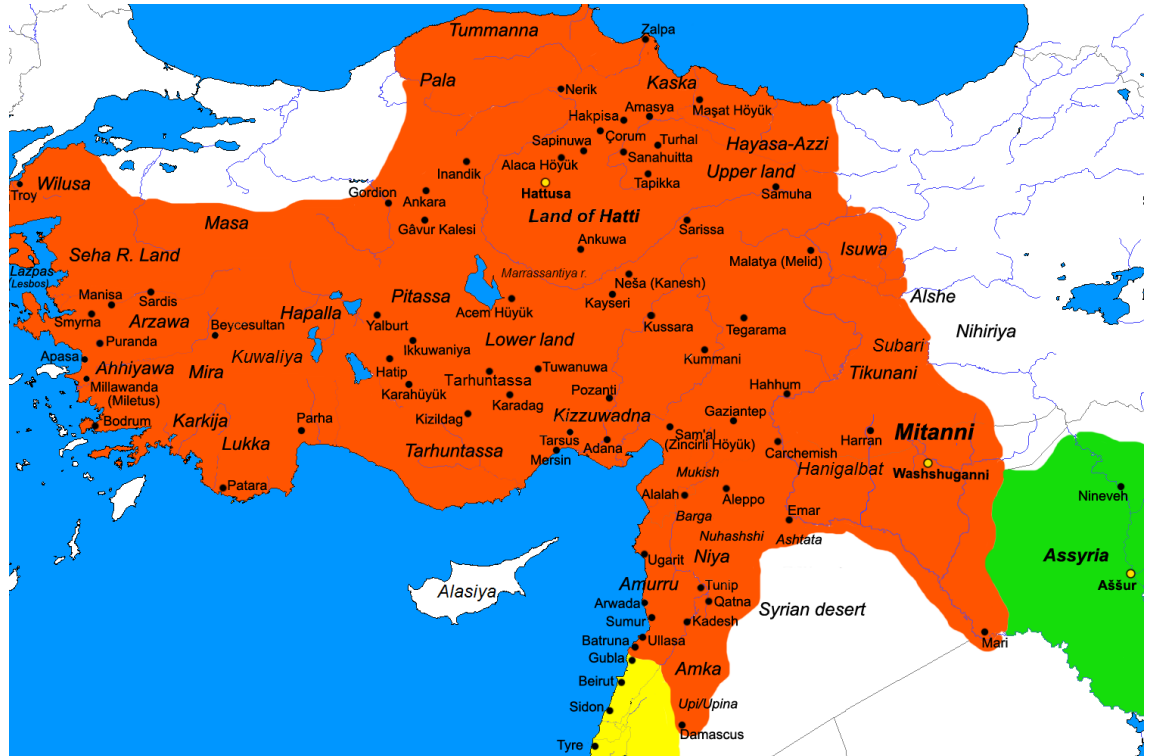 Tummanna
Zalpa
Pala
Kaska
Nerik
Maşat Höyük
Amasya
Hakpisa
Çorum
Turhal
Hayasa-Azzi
Sapinuwa
Sanahuitta
Alaca Höyük
Inandik
Upper land
Tapikka
Wilusa
Troy
Gordion
Ankara
Hattusa
Samuha
Masa
Gâvur Kalesi
Land of Hatti
Sarissa
Ankuwa
Isuwa
Seha R. Land
Malatya (Melid)
Lazpas
(Lesbos)
Marrassantiya r.
Neša (Kanesh)
Manisa
Sardis
Pitassa
Kayseri
Alshe
Smyrna
Arzawa
Hapalla
Yalburt
Acem Hüyük
Kussara
Tegarama
Nihiriya
Beycesultan
Puranda
Ikkuwaniya
Lower land
Subari
Apasa
Kuwaliya
Kummani
Ahhiyawa
Mira
Hatip
Tuwanuwa
Tikunani
Millawanda
(Miletus)
Karahüyük
Tarhuntassa
Pozanti
Hahhum
Karadag
Bodrum
Karkija
Parha
Kizildag
Kizzuwadna
Gaziantep
Lukka
Tarhuntassa
Tarsus
Adana
Sam'al
(Zincirli Höyük)
Harran
Mitanni
Mersin
Carchemish
Hanigalbat
Washshuganni
Mukish
Patara
Alalah
Aleppo
Nineveh
Barga
Emar
Nuhashshi
Ashtata
Ugarit
Niya
Assyria
Alasiya
Amurru
Tunip
Aššur
Arwada
Qatna
Syrian desert
Sumur
Kadesh
Batruna
Ullasa
Mari
Gubla
Amka
Beirut
Sidon
Upi/Upina
Damascus
Tyre